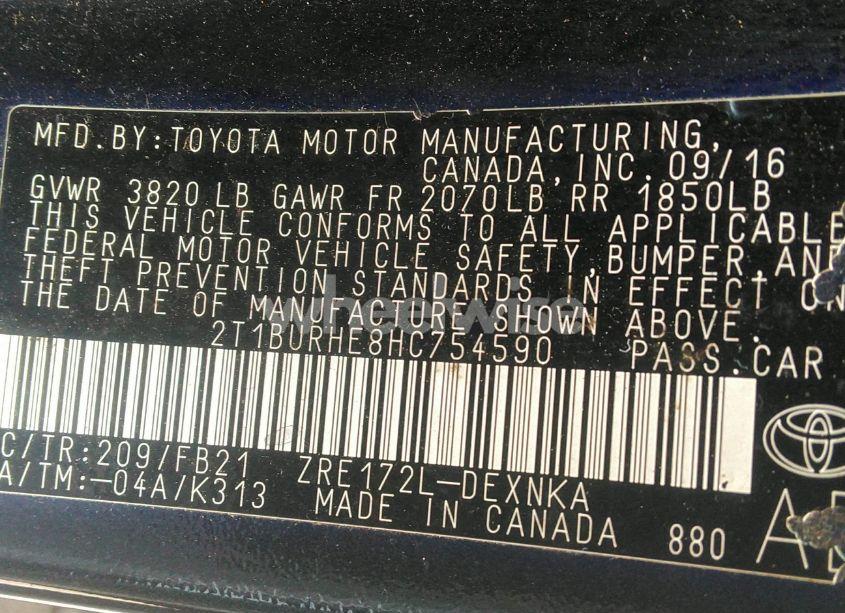 MFD.BY:TOYOTA MOTOR MANUFACTURING,
CANADA,INC. 09/16
GVWR 3820 LB GAWR FR 2070LB RR 1850LB
THIS VEHICLE CONFORMS TO ALL APPLICABLE
FEDERAL MOTOR VEHICLE SAFETY,BUMPER,AND
THEFT PREVENTION STANDARDS IN EFFECT ON
THE DATE OF MANUFACTURE SHOWN ABOVE.
wheelwise
2T1BURHE8HC754590 PASS.CAR
C/TR:209/FB21 ZRE172L-DEXNKA
A/TM:-04A/K313 MADE IN CANADA 880